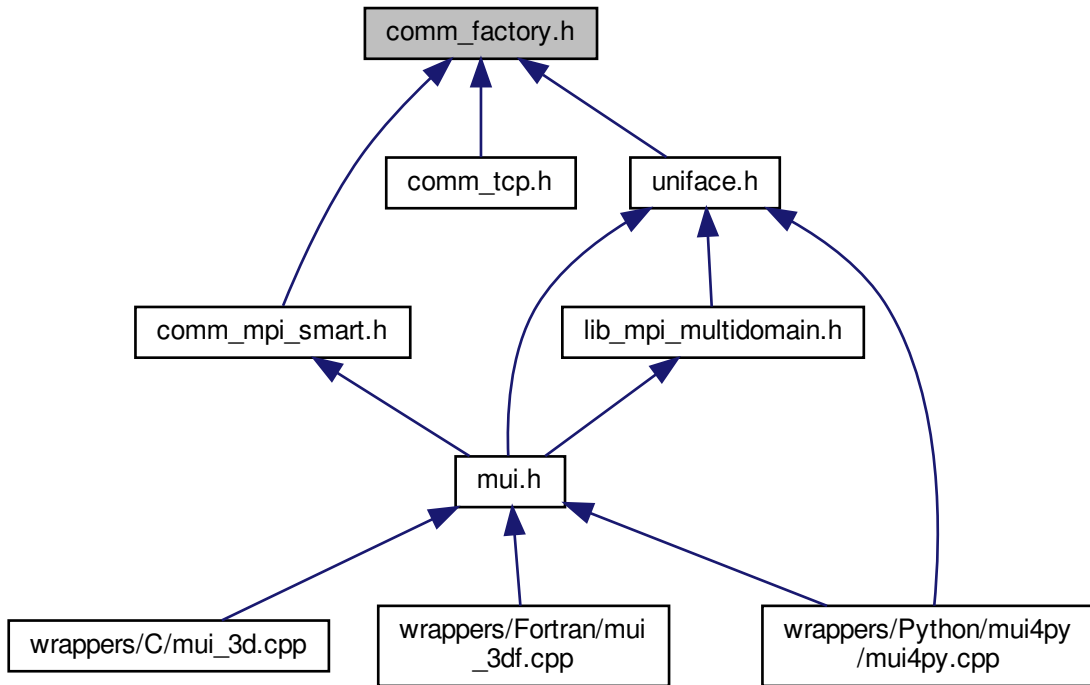 comm_factory.h
comm_tcp.h
uniface.h
comm_mpi_smart.h
lib_mpi_multidomain.h
mui.h
wrappers/C/mui_3d.cpp
wrappers/Fortran/mui
_3df.cpp
wrappers/Python/mui4py
/mui4py.cpp